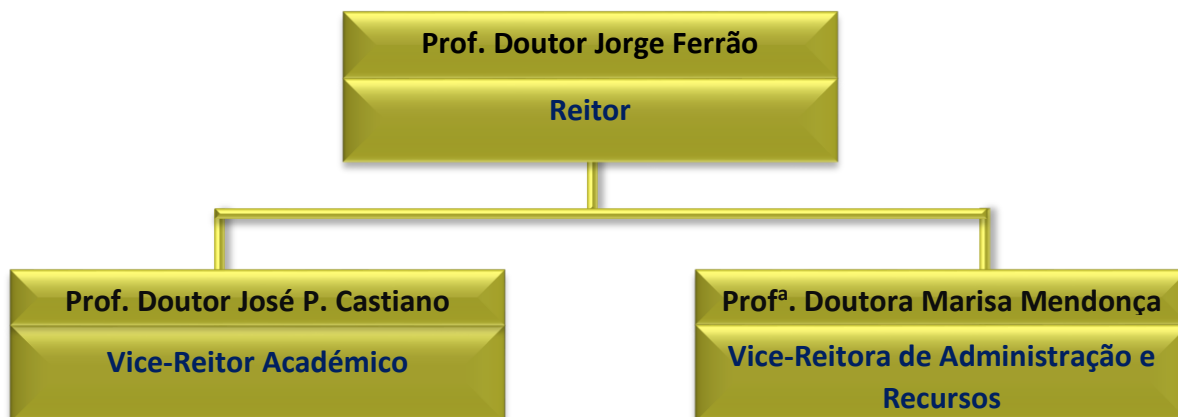 Prof. Doutor Jorge Ferrão
Reitor
Prof. Doutor José P. Castiano
Vice-Reitor Académico
Profª. Doutora Marisa Mendonça
Vice-Reitora de Administração e
Recursos